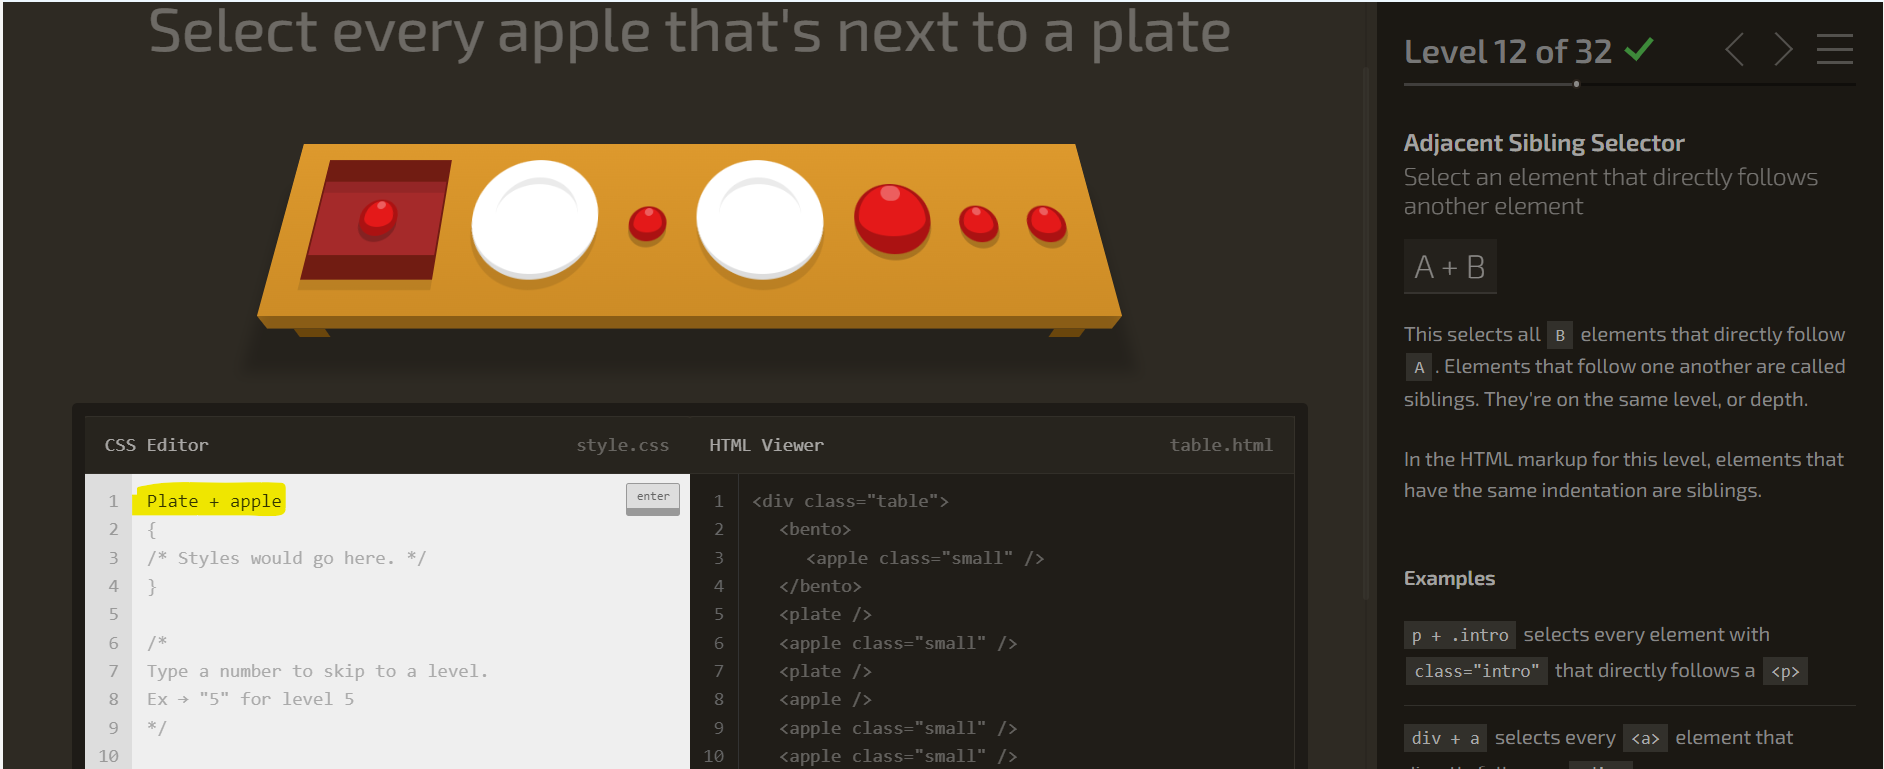 Select every apple that's next to a plate
Level 12 of 32
Adjacent Sibling Selector
Select an element that directly follows
another element
A + B
This selects all B elements that directly follow
A . Elements that follow one another are called
siblings. They're on the same level, or depth.
In the HTML markup for this level, elements that
have the same indentation are siblings.
Examples
p + .intro selects every element with
class="intro" that directly follows a <p>
div + a selects every <a> element that
CSS Editor style.css
1 Plate + apple
enter
2 {
3 /* Styles would go here. */
4 }
5
6 /*
7 Type a number to skip to a level.
8 Ex → "5" for level 5
9 */
10
HTML Viewer table.html
1 <div class="table">
2 <bento>
3 <apple class="small" />
4 </bento>
5 <plate />
6 <apple class="small" />
7 <plate />
8 <apple />
9 <apple class="small" />
10 <apple class="small" />